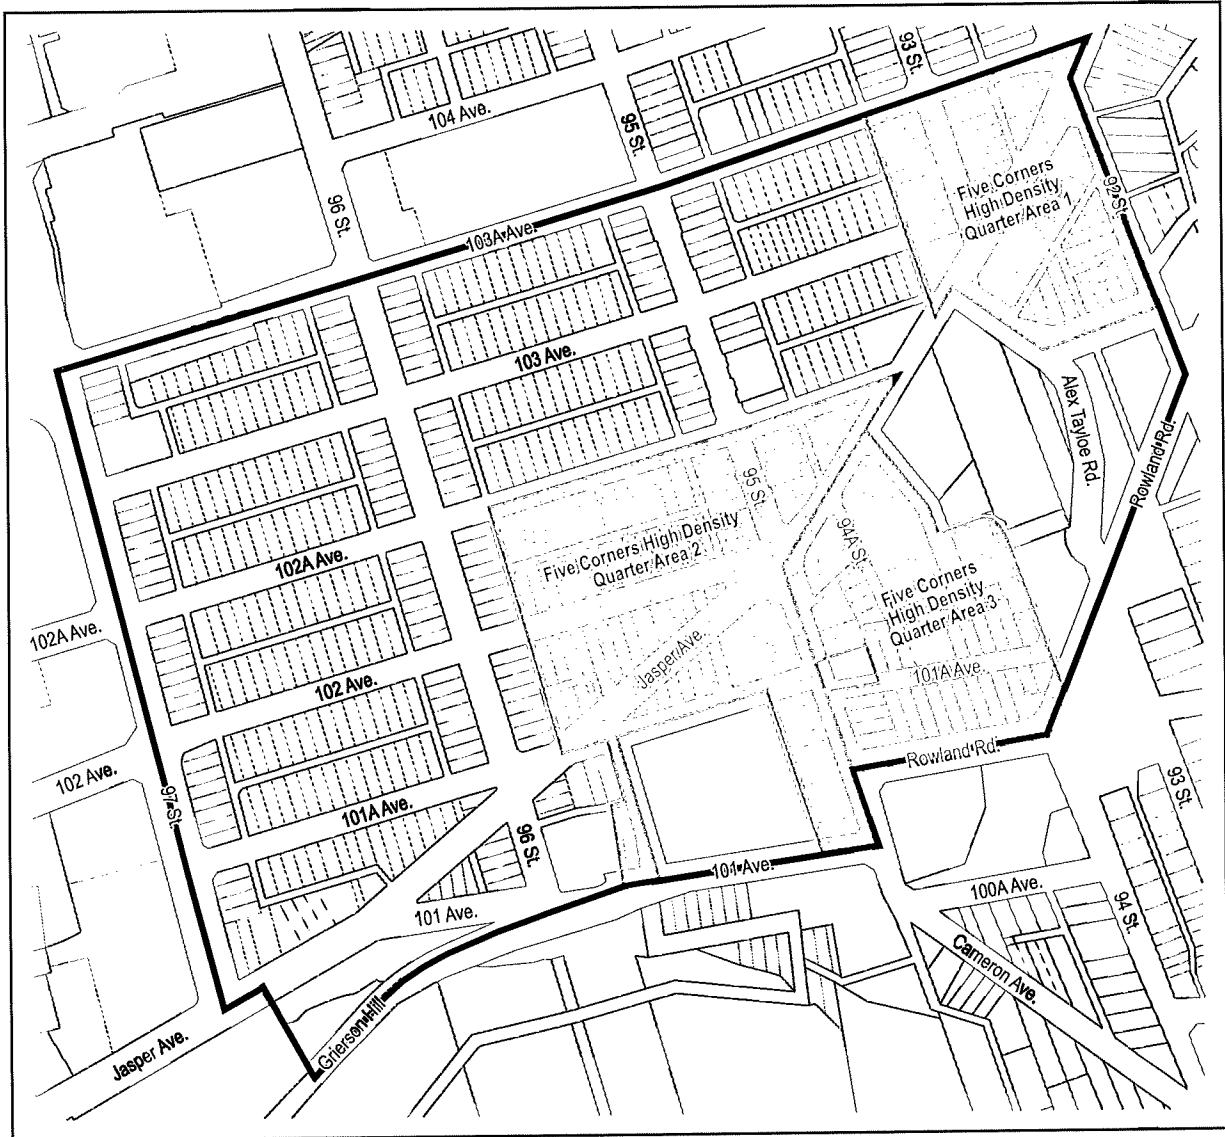 93 St.
104 Ave.
95 St.
96 St.
Five Corners
High Density
Quarter Area 1
92 St.
103A Ave.
103 Ave.
Alex Tayloe Rd.
Rowland Rd.
95 St.
94A St.
Five Corners High Density
Quarter Area 2
102A Ave.
Five Corners
High Density
Quarter Area 3
102A Ave.
Jasper Ave.
101A Ave.
102 Ave.
Rowland Rd.
102 Ave.
97 St.
93 St.
101A Ave.
96 St.
101 Ave.
100A Ave.
101 Ave.
94 St.
Cameron Ave.
Grierson Hill
Jasper Ave.